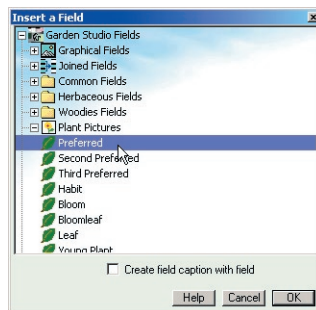 Insert a Field
Garden Studio Fields
Graphical Fields
Joined Fields
Common Fields
Herbaceous Fields
Woodies Fields
Plant Pictures
Preferred
Second Preferred
Third Preferred
Habit
Bloom
Bloomleaf
Leaf
Young Plant
Create field caption with field
Help Cancel OK